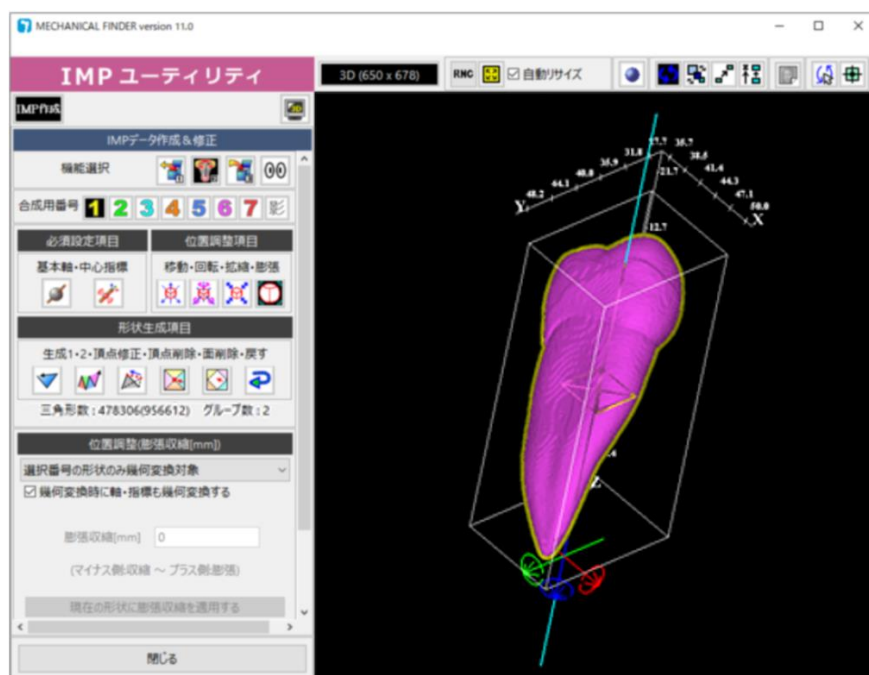 MECHANICAL FINDER version 11.0
IMP ユーティリティ
3D (650 x 678)
RNG
自動リサイズ
IMP作成
IMPデータ作成&修正
機能選択
合成用番号 1 2 3 4 5 6 7 影
必須設定項目
位置調整項目
基本軸・中心指標
移動・回転・拡縮・膨張
形状生成項目
生成1・2・頂点修正・頂点削除・面削除・戻す
三角形数:478306(956612) グループ数:2
位置調整(膨張収縮[mm])
選択番号の形状のみ幾何変換対象
幾何変換時に軸・指標も幾何変換する
膨張収縮[mm] 0
(マイナス側:収縮 ~ プラス側:膨張)
現在の形状に膨張収縮を適用する
閉じる
35.7
31.8
38.5
35.9
41.4
40.0
21.7
44.3
44.1
47.1
48.2
50.0
Y
X
12.7
Z